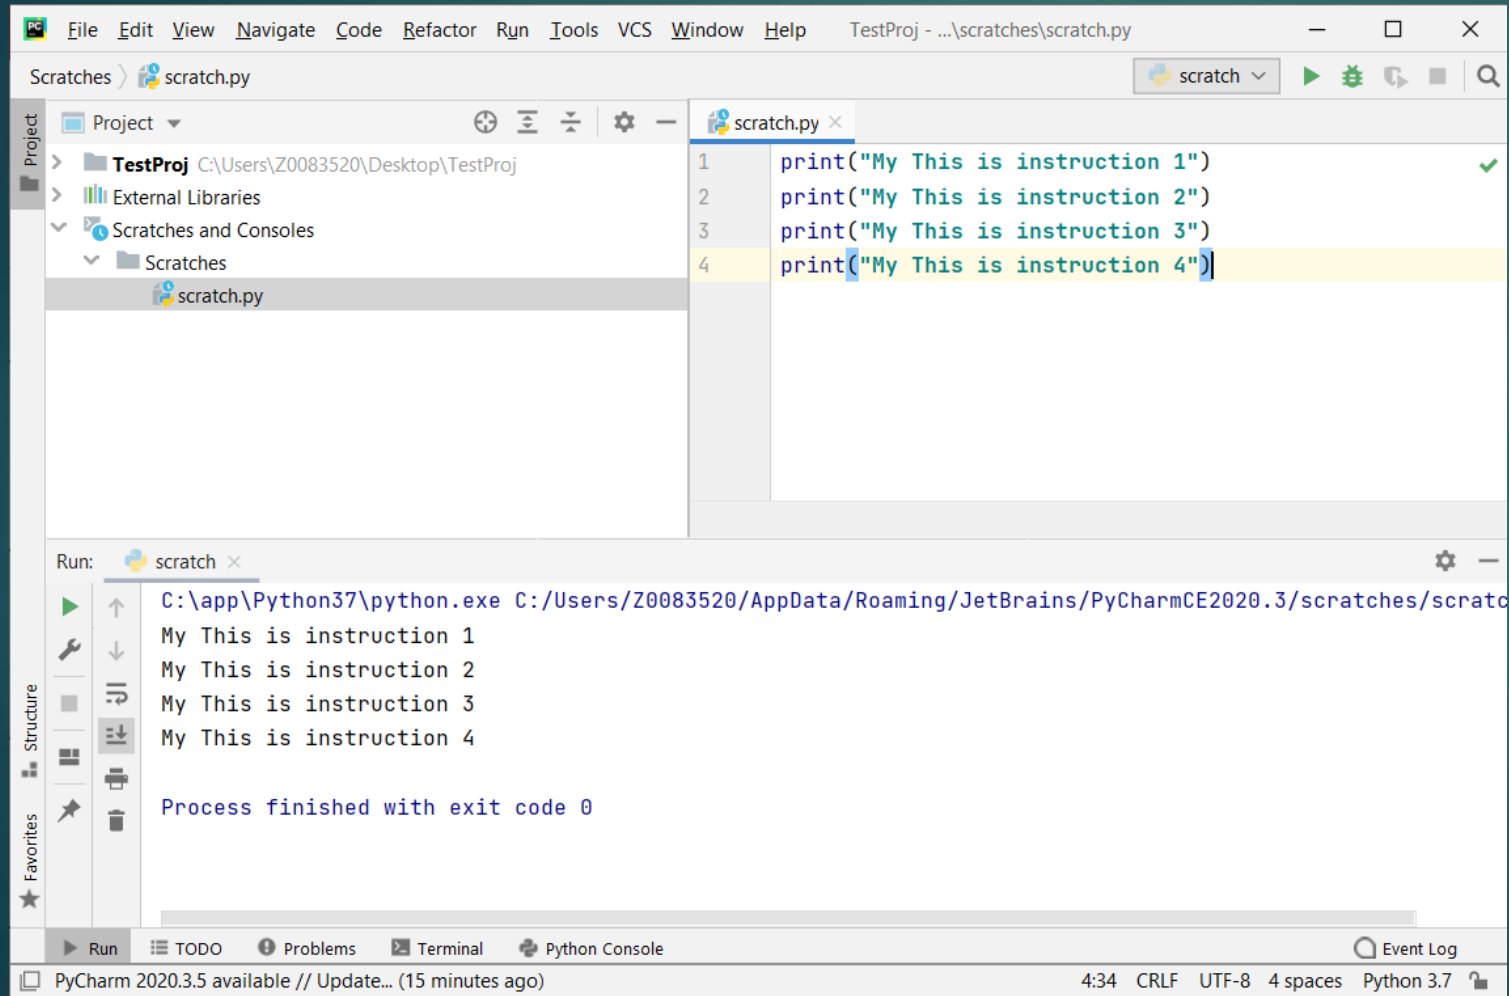 PC File Edit View Navigate Code Refactor Run Tools VCS Window Help TestProj - ...\scratches\scratch.py
Scratches scratch.py scratch
Project
Project
TestProj C:\Users\Z0083520\Desktop\TestProj
External Libraries
Scratches and Consoles
Scratches
scratch.py
scratch.py
1 print("My This is instruction 1")
2 print("My This is instruction 2")
3 print("My This is instruction 3")
4 print("My This is instruction 4")
Run: scratch
C:\app\Python37\python.exe C:/Users/Z0083520/AppData/Roaming/JetBrains/PyCharmCE2020.3/scratches/scratc
My This is instruction 1
My This is instruction 2
My This is instruction 3
My This is instruction 4
Process finished with exit code 0
Structure
Favorites
Run TODO Problems Terminal Python Console Event Log
PyCharm 2020.3.5 available // Update... (15 minutes ago) 4:34 CRLF UTF-8 4 spaces Python 3.7